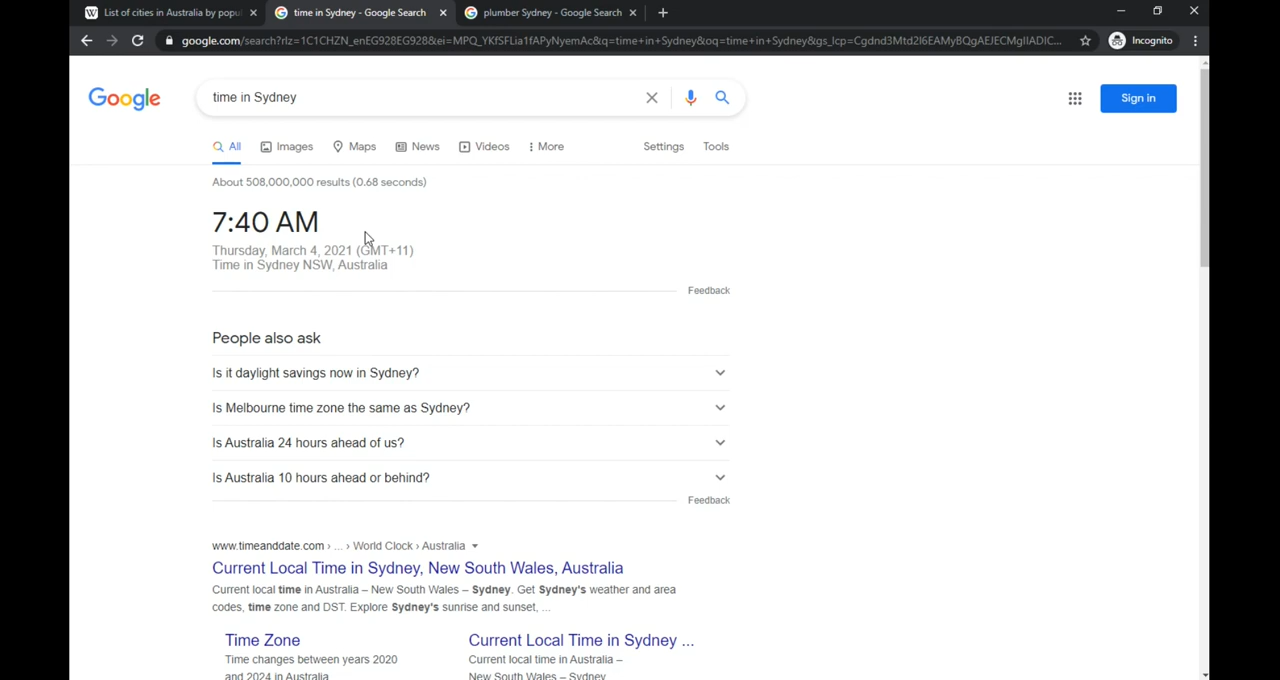 List of cities in Australia by popu
time in Sydney - Google Search
plumber Sydney - Google Search
google.com/search?rlz=1C1CHZN_enEG928EG928&ei=MPQ_YKfSFLia1fAPyNyemAc&q=time+in+Sydney&oq=time+in+Sydney&gs_lcp=Cgdnd3Mtd2l6EAMyBQgAEJECMgIIADIC...
Incognito
Google
time in Sydney
Sign in
All
Images
Maps
News
Videos
More
Settings
Tools
About 508,000,000 results (0.68 seconds)
7:40 AM
Thursday, March 4, 2021 (GMT+11)
Time in Sydney NSW, Australia
Feedback
People also ask
Is it daylight savings now in Sydney?
Is Melbourne time zone the same as Sydney?
Is Australia 24 hours ahead of us?
Is Australia 10 hours ahead or behind?
Feedback
www.timeanddate.com › ... › World Clock › Australia
Current Local Time in Sydney, New South Wales, Australia
Current local time in Australia – New South Wales – Sydney. Get Sydney's weather and area
codes, time zone and DST. Explore Sydney's sunrise and sunset, ...
Time Zone
Current Local Time in Sydney ...
Time changes between years 2020
Current local time in Australia –
and 2024 in Australia
New South Wales – Sydney